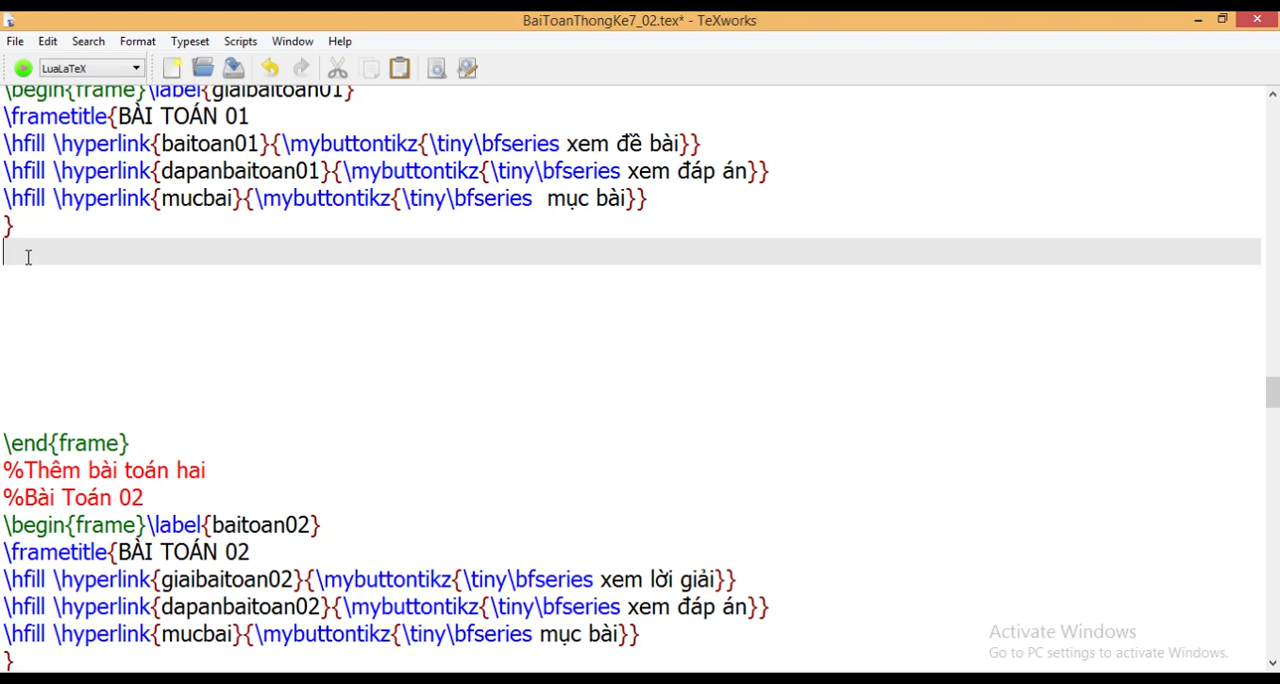 BaiToanThongKe7_02.tex* - TeXworks
File Edit Search Format Typeset Scripts Window Help
LuaLaTeX
\begin{frame}\label{giaibaitoan01}
\frametitle{BÀI TOÁN 01
\hfill \hyperlink{baitoan01}{\mybuttontikz{\tiny\bfseries xem đề bài}}
\hfill \hyperlink{dapanbaitoan01}{\mybuttontikz{\tiny\bfseries xem đáp án}}
\hfill \hyperlink{mucbai}{\mybuttontikz{\tiny\bfseries  mục bài}}
}
\end{frame}
%Thêm bài toán hai
%Bài Toán 02
\begin{frame}\label{baitoan02}
\frametitle{BÀI TOÁN 02
\hfill \hyperlink{giaibaitoan02}{\mybuttontikz{\tiny\bfseries xem lời giải}}
\hfill \hyperlink{dapanbaitoan02}{\mybuttontikz{\tiny\bfseries xem đáp án}}
\hfill \hyperlink{mucbai}{\mybuttontikz{\tiny\bfseries mục bài}}
}
Activate Windows
Go to PC settings to activate Windows.